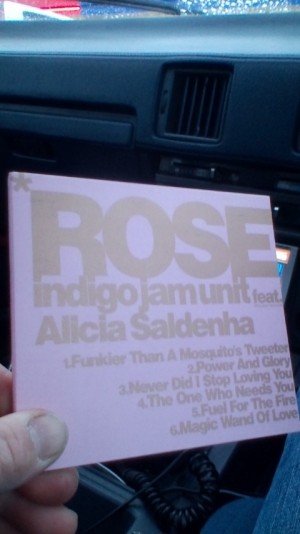 *ROSE
indigo jam unit feat.
Alicia Saldenha
1.Funkier Than A Mosquito's Tweeter
2.Power And Glory
3.Never Did I Stop Loving You
4.The One Who Needs You
5.Fuel For The Fire
6.Magic Wand Of Love